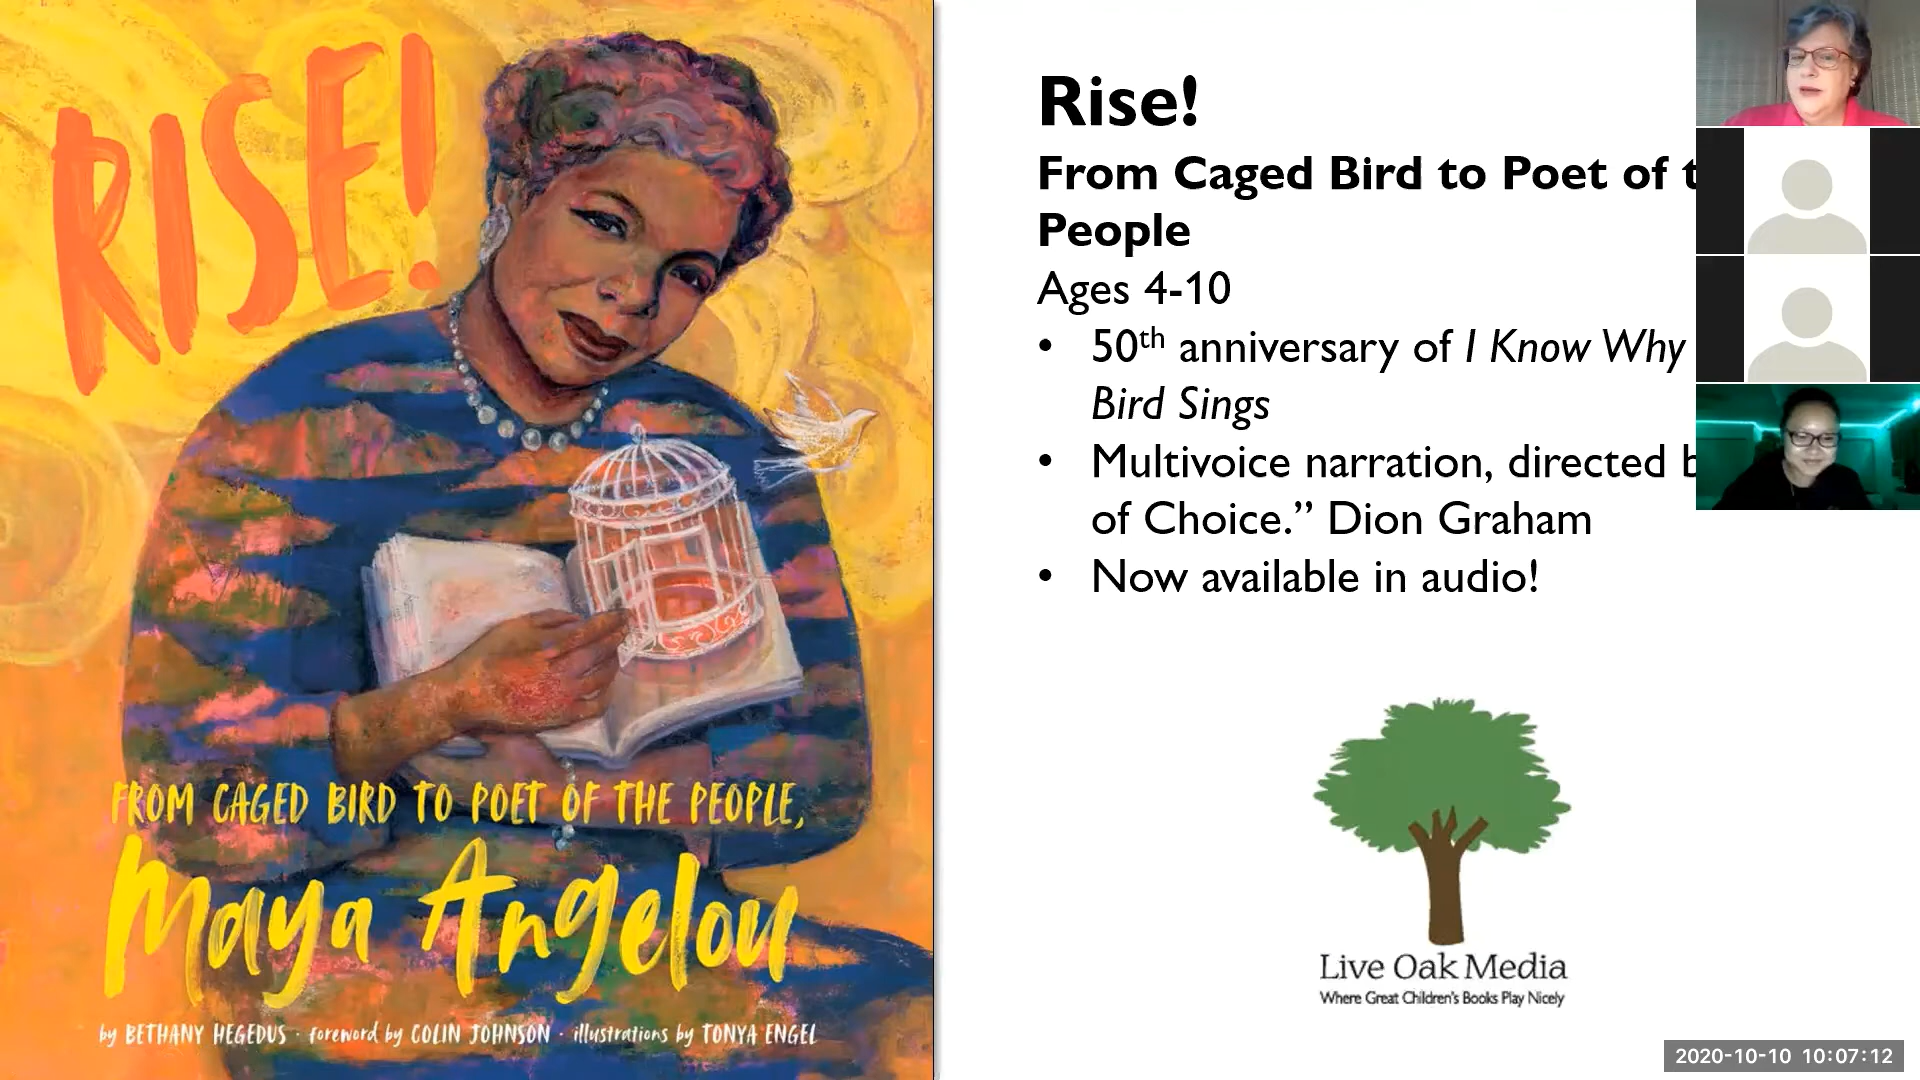 RISE!
FROM CAGED BIRD TO POET OF THE PEOPLE,
Maya Angelou
by BETHANY HEGEDUS · foreword by COLIN JOHNSON · illustrations by TONYA ENGEL
Rise!
From Caged Bird to Poet of
People
Ages 4-10
• 50th anniversary of I Know Why
Bird Sings
• Multivoice narration, directed
of Choice.” Dion Graham
• Now available in audio!
Live Oak Media
Where Great Children's Books Play Nicely
2020-10-10 10:07:12